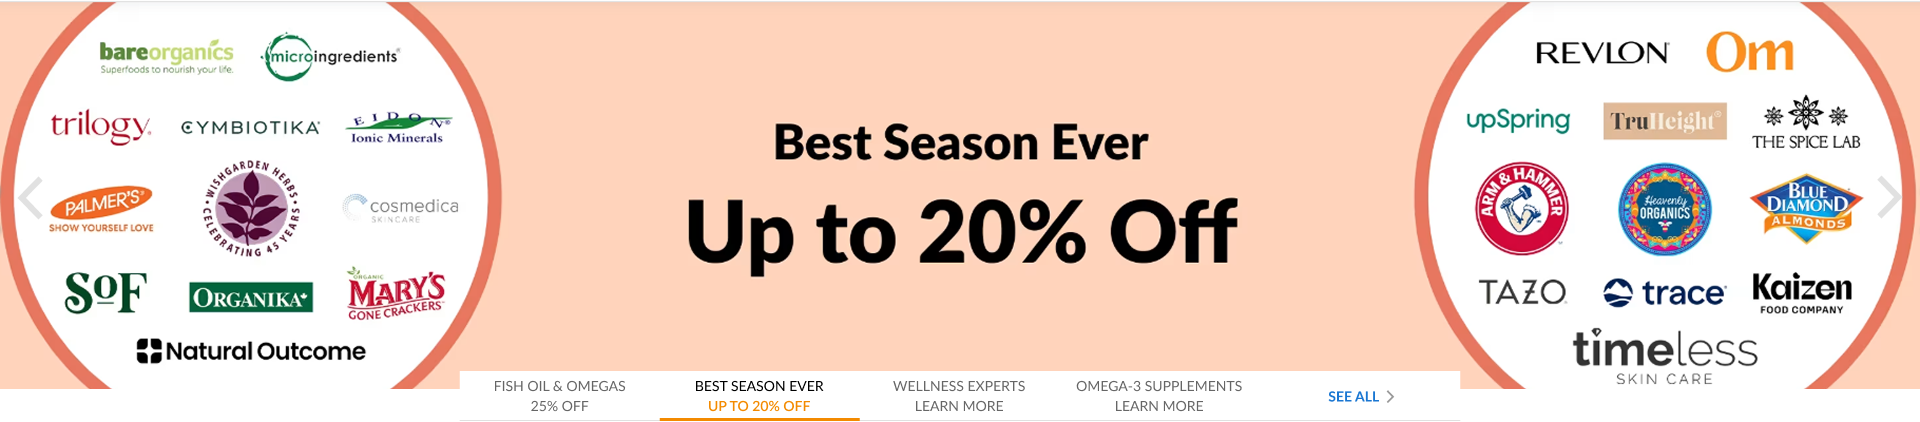 bareorganics
Superfoods to nourish your life.
microingredients®
trilogy®
CYMBIOTIKA®
EIDON®
Ionic Minerals
PALMER'S®
SHOW YOURSELF LOVE
WISHGARDEN HERBS
• CELEBRATING 45 YEARS •
cosmedica
SKINCARE
SoF
ORGANIKA
ORGANIC
MARY'S
GONE CRACKERS
Natural Outcome
Best Season Ever
Up to 20% Off
REVLON
Om
upSpring
TruHeight®
THE SPICE LAB
ARM & HAMMER
Heavenly
ORGANICS
BLUE
DIAMOND
ALMONDS
TAZO
trace
Kaizen
FOOD COMPANY
timeless
SKIN CARE
FISH OIL & OMEGAS
25% OFF
BEST SEASON EVER
UP TO 20% OFF
WELLNESS EXPERTS
LEARN MORE
OMEGA-3 SUPPLEMENTS
LEARN MORE
SEE ALL